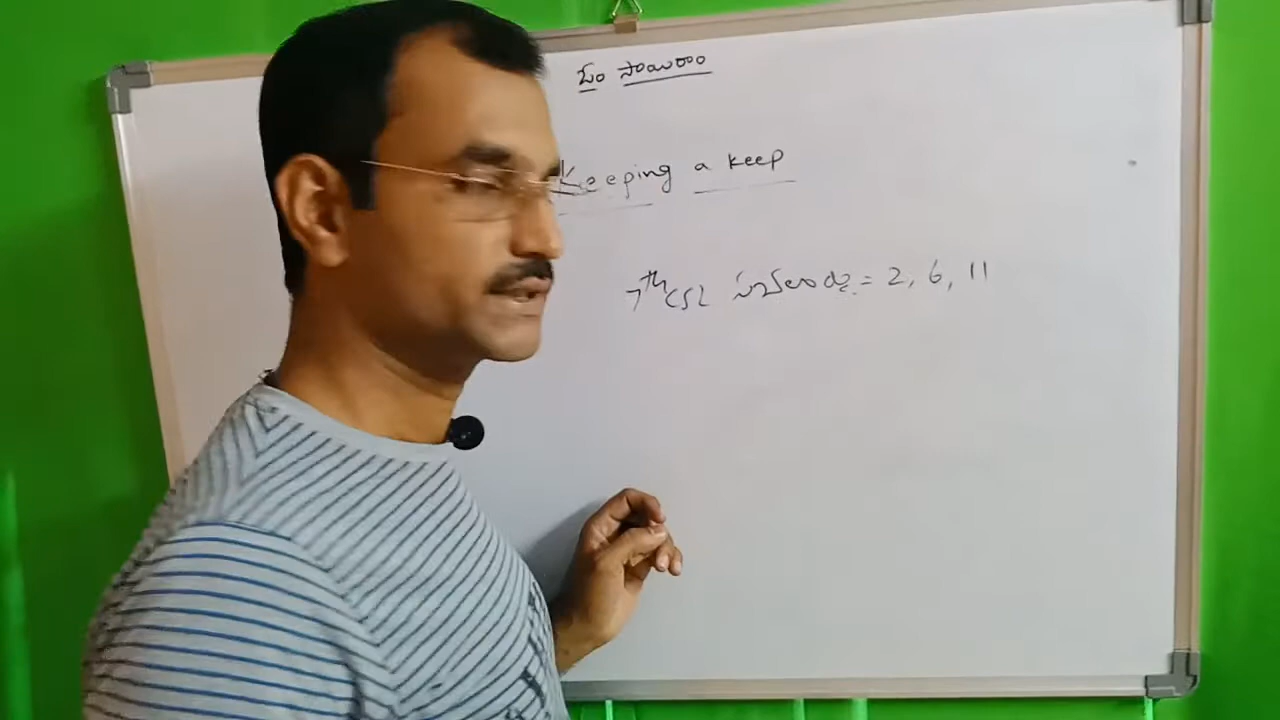 ఓం సాయిరాం
Keeping a keep
7th CSL = 2, 6, 11